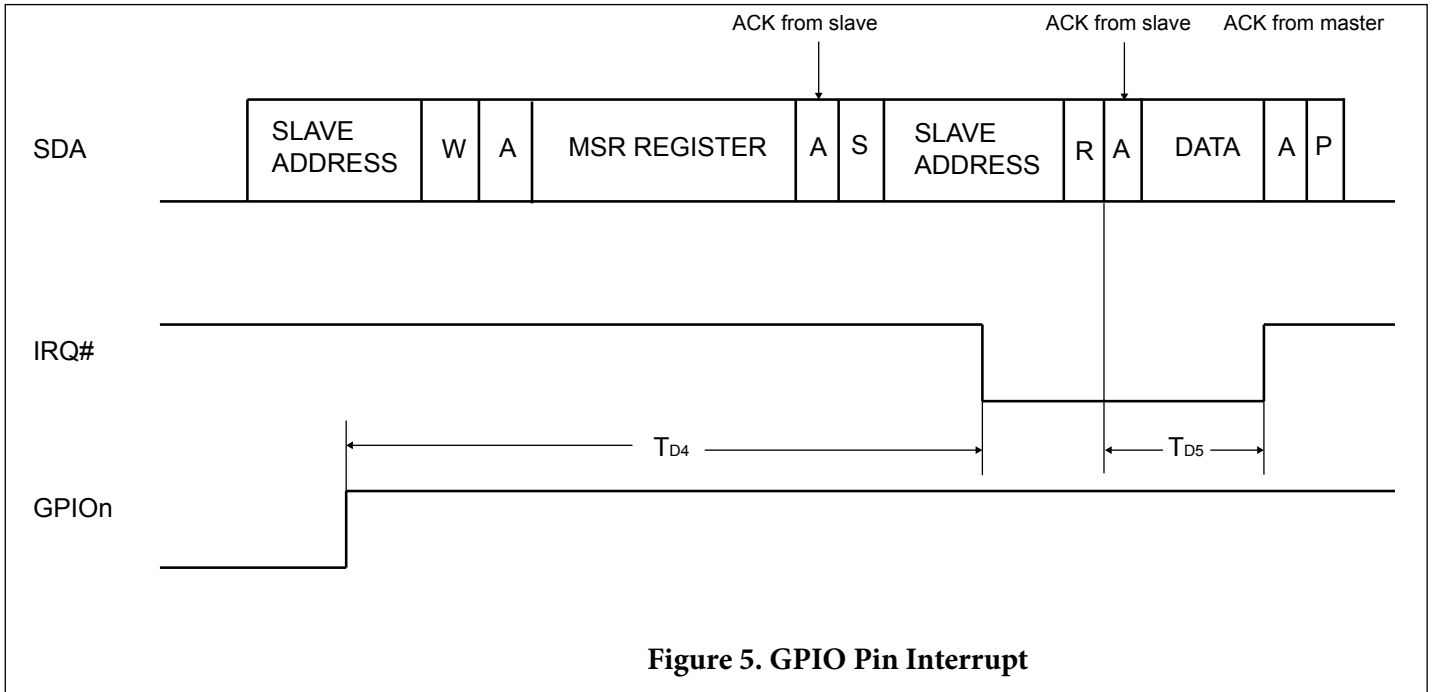 ACK from slave ACK from slave ACK from master
SDA
SLAVE ADDRESS W A MSR REGISTER A S SLAVE ADDRESS R A DATA A P
IRQ#
TD4 TD5
GPIOn
Figure 5. GPIO Pin Interrupt